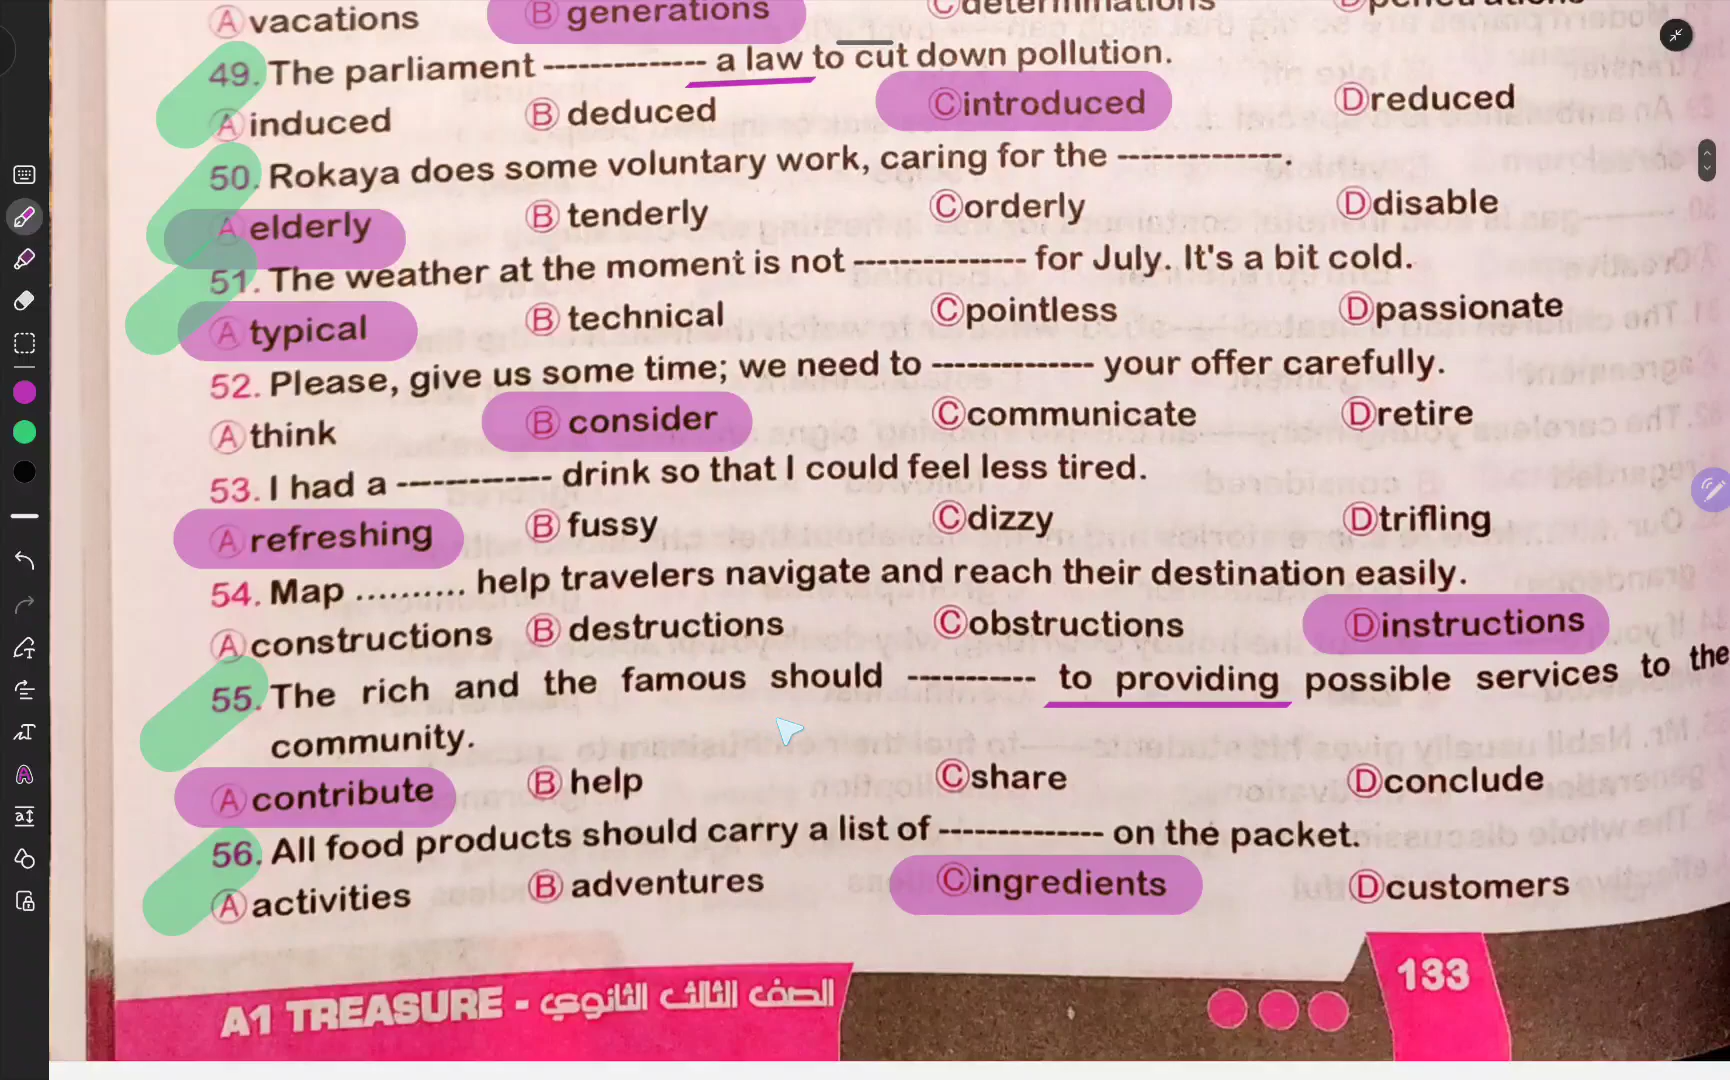 A vacations B generations C determinations D penetrations
49. The parliament -------------- a law to cut down pollution.
A induced B deduced C introduced D reduced
50. Rokaya does some voluntary work, caring for the --------------.
A elderly B tenderly C orderly D disable
51. The weather at the moment is not -------------- for July. It's a bit cold.
A typical B technical C pointless D passionate
52. Please, give us some time; we need to -------------- your offer carefully.
A think B consider C communicate D retire
53. I had a ------------- drink so that I could feel less tired.
A refreshing B fussy C dizzy D trifling
54. Map .......... help travelers navigate and reach their destination easily.
A constructions B destructions C obstructions D instructions
55. The rich and the famous should ----------- to providing possible services to the
community.
A contribute B help C share D conclude
56. All food products should carry a list of -------------- on the packet.
A activities B adventures C ingredients D customers
A1 TREASURE - الصف الثالث الثانوي
133